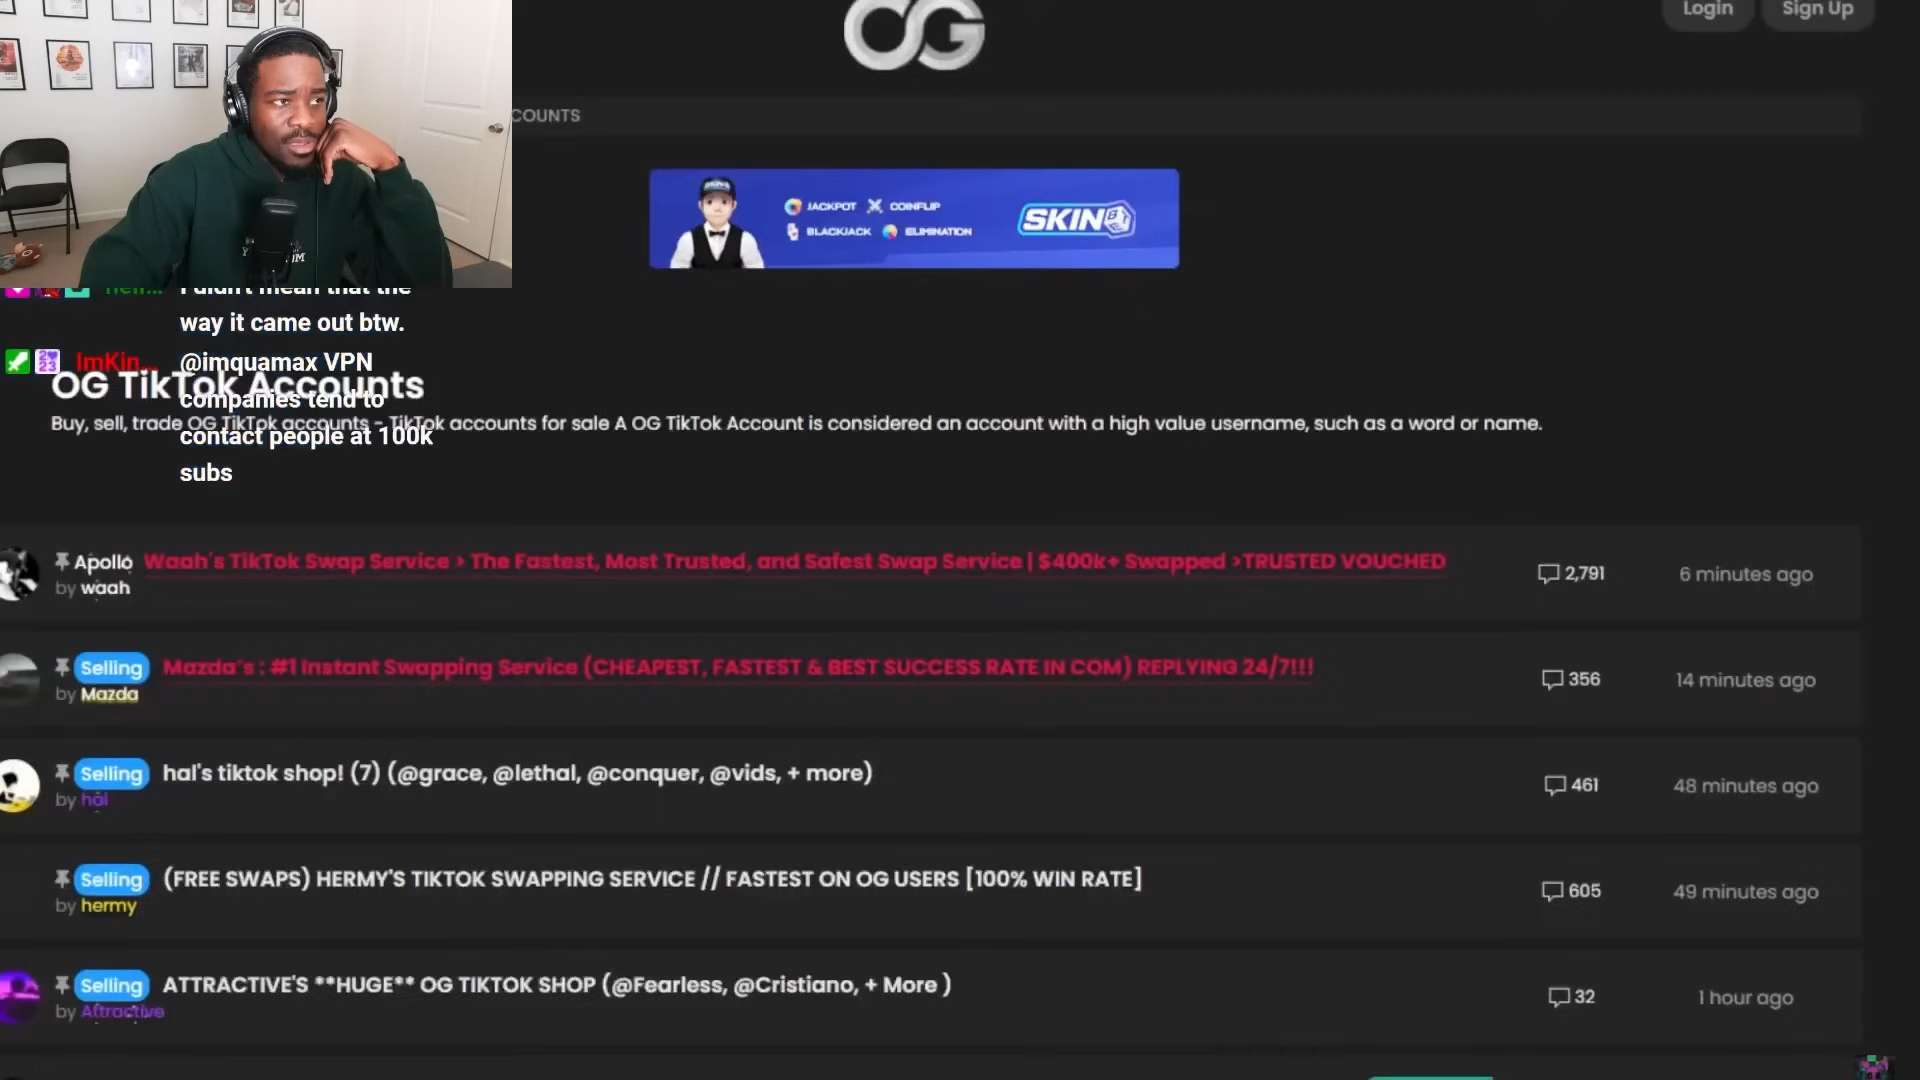 OG
Login
Sign Up
COUNTS
JACKPOT
COINFLIP
BLACKJACK
ELIMINATION
SKIN
I didn't mean that the
way it came out btw.
ImKin...
@imquamax VPN
companies tend to
contact people at 100k
subs
OG TikTok Accounts
Buy, sell, trade OG TikTok accounts - TikTok accounts for sale A OG TikTok Account is considered an account with a high value username, such as a word or name.
Apollo Waah's TikTok Swap Service > The Fastest, Most Trusted, and Safest Swap Service | $400k+ Swapped >TRUSTED VOUCHED
by waah
2,791
6 minutes ago
Selling Mazda's : #1 Instant Swapping Service (CHEAPEST, FASTEST & BEST SUCCESS RATE IN COM) REPLYING 24/7!!!
by Mazda
356
14 minutes ago
Selling hal's tiktok shop! (7) (@grace, @lethal, @conquer, @vids, + more)
by hal
461
48 minutes ago
Selling (FREE SWAPS) HERMY'S TIKTOK SWAPPING SERVICE // FASTEST ON OG USERS [100% WIN RATE]
by hermy
605
49 minutes ago
Selling ATTRACTIVE'S **HUGE** OG TIKTOK SHOP (@Fearless, @Cristiano, + More )
by Attractive
32
1 hour ago